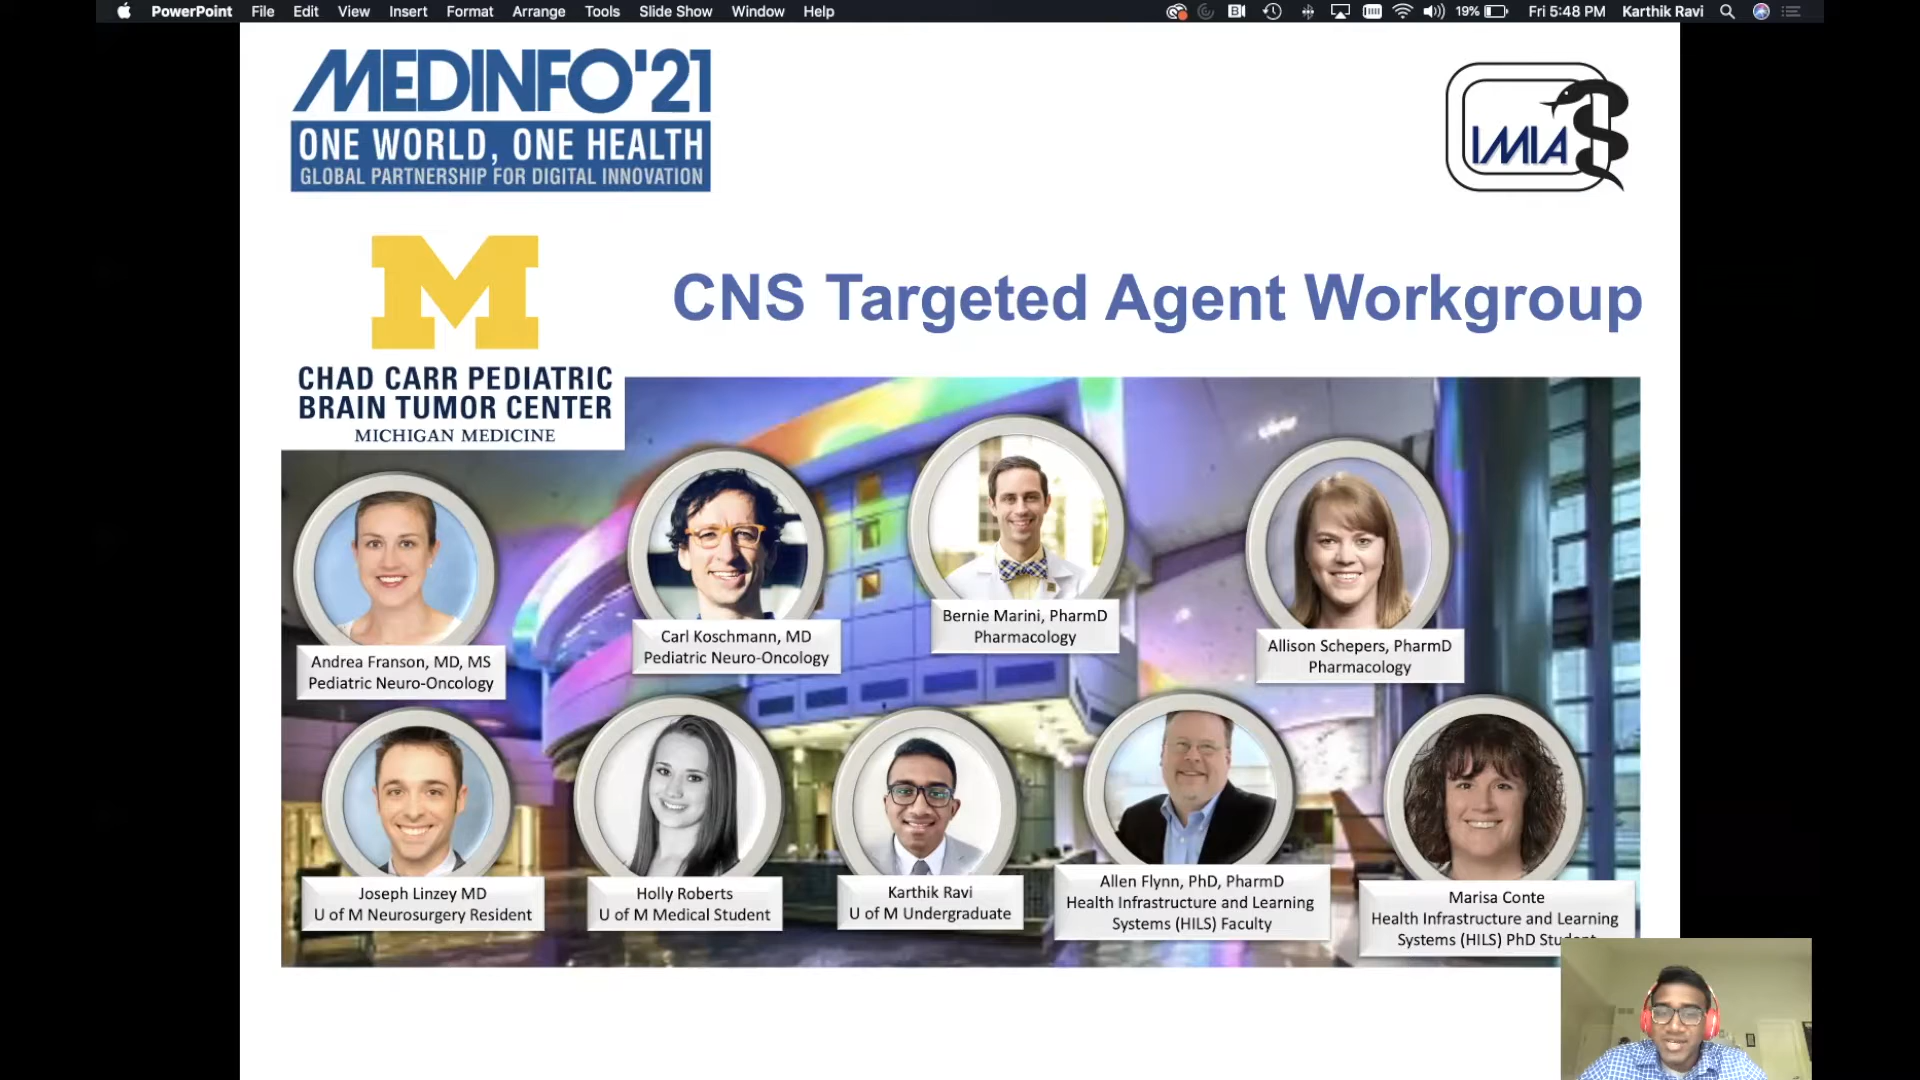 PowerPoint File Edit View Insert Format Arrange Tools Slide Show Window Help 19% Fri 5:48 PM Karthik Ravi
MEDINFO'21
ONE WORLD, ONE HEALTH
GLOBAL PARTNERSHIP FOR DIGITAL INNOVATION
IMIA
M
CHAD CARR PEDIATRIC
BRAIN TUMOR CENTER
MICHIGAN MEDICINE
CNS Targeted Agent Workgroup
Andrea Franson, MD, MS
Pediatric Neuro-Oncology
Carl Koschmann, MD
Pediatric Neuro-Oncology
Bernie Marini, PharmD
Pharmacology
Allison Schepers, PharmD
Pharmacology
Joseph Linzey MD
U of M Neurosurgery Resident
Holly Roberts
U of M Medical Student
Karthik Ravi
U of M Undergraduate
Allen Flynn, PhD, PharmD
Health Infrastructure and Learning
Systems (HILS) Faculty
Marisa Conte
Health Infrastructure and Learning
Systems (HILS) PhD Student